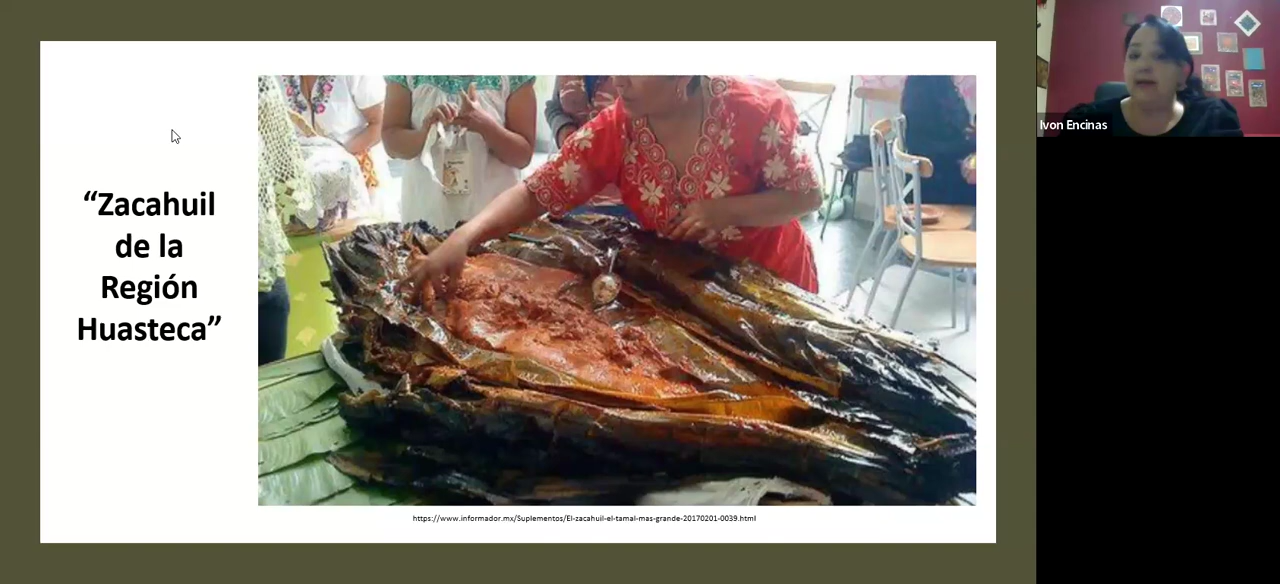 “Zacahuil
de la
Región
Huasteca”
https://www.informador.mx/Suplementos/El-zacahuil-el-tamal-mas-grande-20170201-0039.html
Ivon Encinas